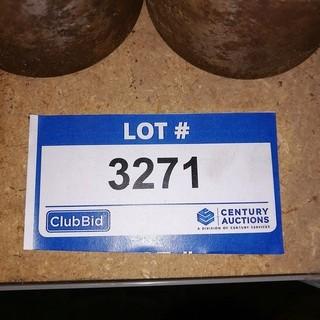 LOT #
3271
ClubBid
CENTURY
AUCTIONS
A DIVISION OF CENTURY SERVICES